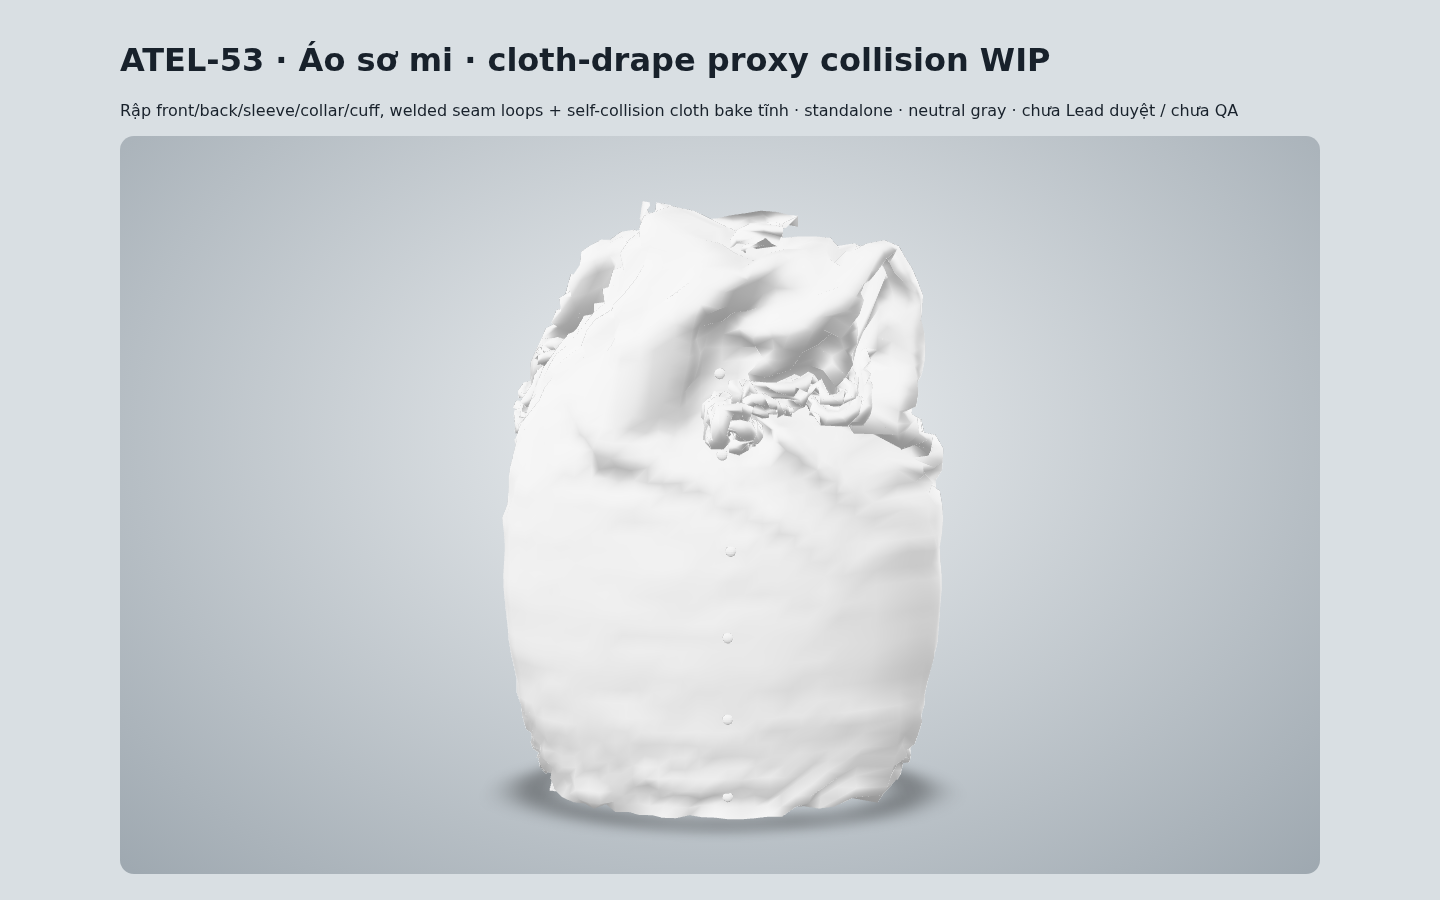 ATEL-53 · Áo sơ mi · cloth-drape proxy collision WIP
Rập front/back/sleeve/collar/cuff, welded seam loops + self-collision cloth bake tĩnh · standalone · neutral gray · chưa Lead duyệt / chưa QA